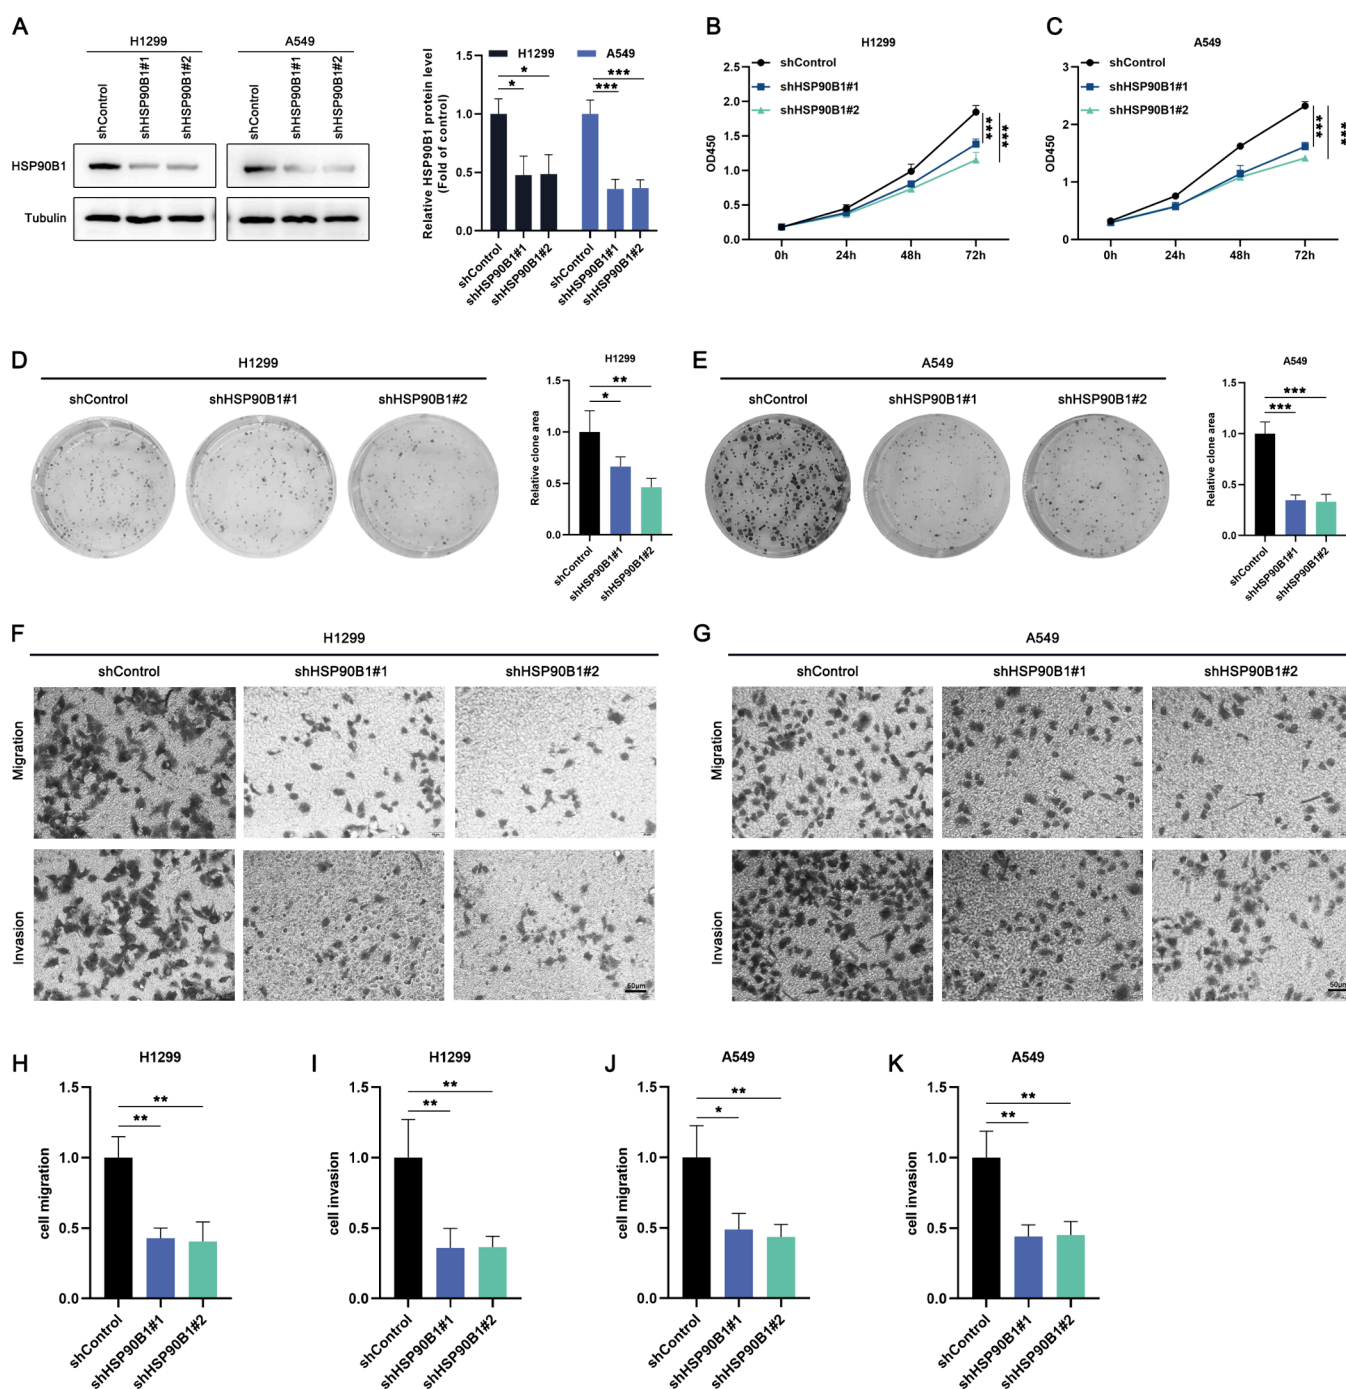 A
H1299
A549
shControl
shHSP90B1#1
shHSP90B1#2
shControl
shHSP90B1#1
shHSP90B1#2
HSP90B1
Tubulin
Relative HSP90B1 protein level
(Fold of control)
H1299
A549
1.5
1.0
0.5
0.0
*
*
***
***
shControl
shHSP90B1#1
shHSP90B1#2
shControl
shHSP90B1#1
shHSP90B1#2
B
H1299
shControl
shHSP90B1#1
shHSP90B1#2
OD450
2.5
2.0
1.5
1.0
0.5
0.0
0h
24h
48h
72h
***
***
C
A549
shControl
shHSP90B1#1
shHSP90B1#2
OD450
3
2
1
0
0h
24h
48h
72h
***
***
D
H1299
shControl
shHSP90B1#1
shHSP90B1#2
H1299
Relative clone area
1.5
1.0
0.5
0.0
**
*
shControl
shHSP90B1#1
shHSP90B1#2
E
A549
shControl
shHSP90B1#1
shHSP90B1#2
A549
Relative clone area
1.5
1.0
0.5
0.0
***
***
shControl
shHSP90B1#1
shHSP90B1#2
F
H1299
shControl
shHSP90B1#1
shHSP90B1#2
Migration
Invasion
50μm
G
A549
shControl
shHSP90B1#1
shHSP90B1#2
Migration
Invasion
50μm
H
H1299
cell migration
1.5
1.0
0.5
0.0
**
**
shControl
shHSP90B1#1
shHSP90B1#2
I
H1299
cell invasion
1.5
1.0
0.5
0.0
**
**
shControl
shHSP90B1#1
shHSP90B1#2
J
A549
cell migration
1.5
1.0
0.5
0.0
**
*
shControl
shHSP90B1#1
shHSP90B1#2
K
A549
cell invasion
1.5
1.0
0.5
0.0
**
**
shControl
shHSP90B1#1
shHSP90B1#2